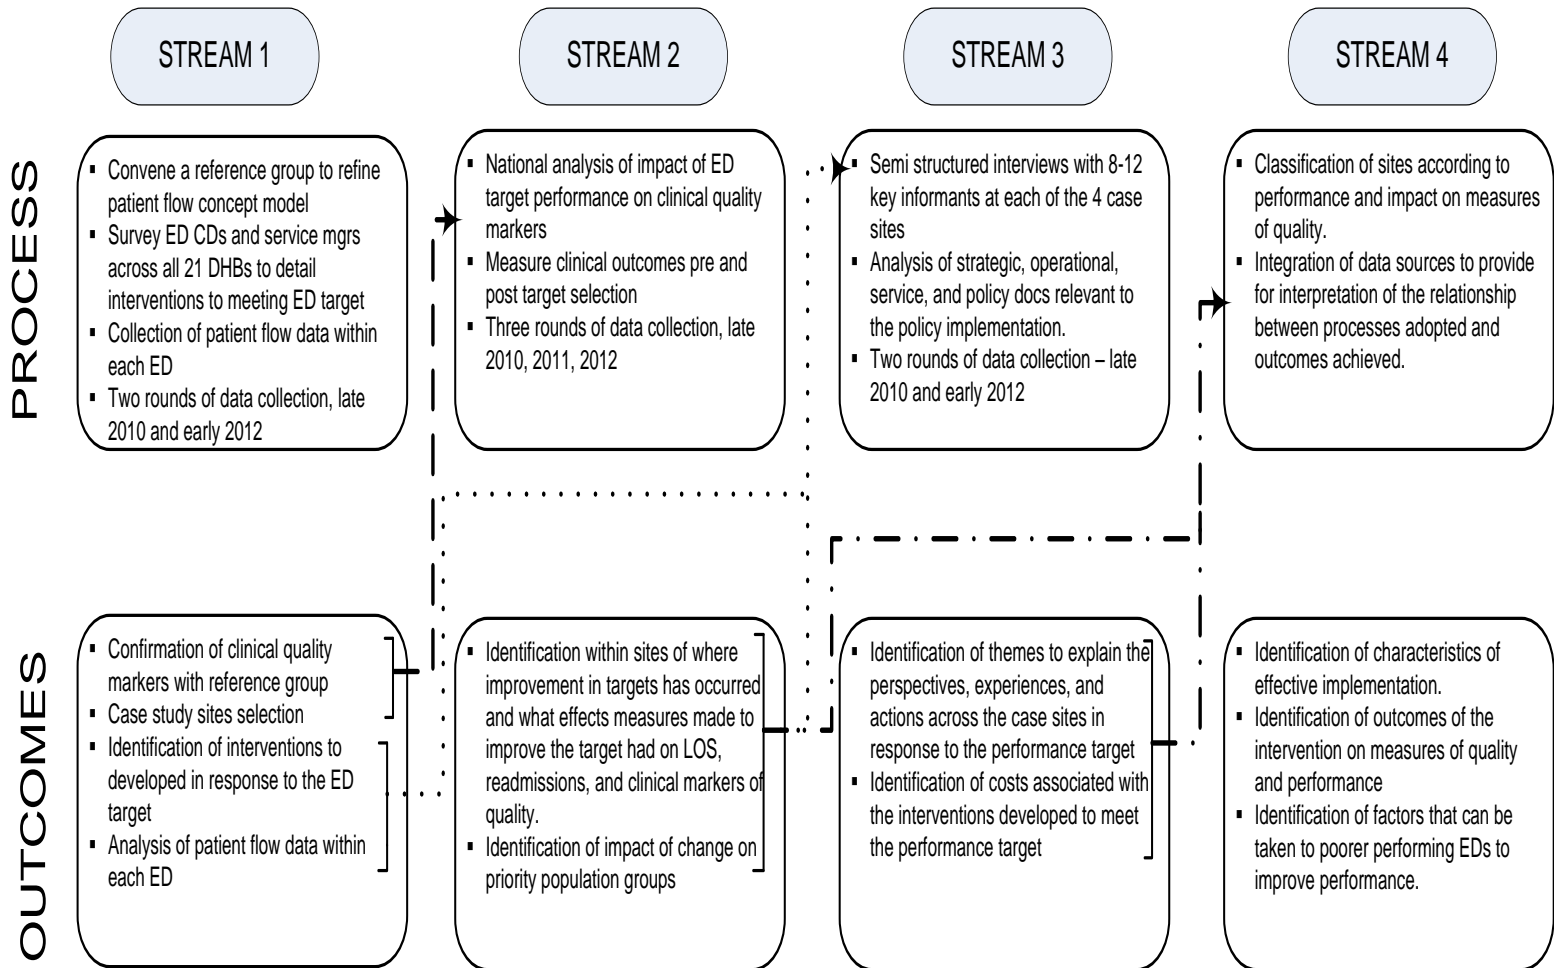 STREAM 1
STREAM 2
STREAM 3
STREAM 4
PROCESS
▪ Convene a reference group to refine
patient flow concept model
▪ Survey ED CDs and service mgrs
across all 21 DHBs to detail
interventions to meeting ED target
▪ Collection of patient flow data within
each ED
▪ Two rounds of data collection, late
2010 and early 2012
▪ National analysis of impact of ED
target performance on clinical quality
markers
▪ Measure clinical outcomes pre and
post target selection
▪ Three rounds of data collection, late
2010, 2011, 2012
▪ Semi structured interviews with 8-12
key informants at each of the 4 case
sites
▪ Analysis of strategic, operational,
service, and policy docs relevant to
the policy implementation.
▪ Two rounds of data collection – late
2010 and early 2012
▪ Classification of sites according to
performance and impact on measures
of quality.
▪ Integration of data sources to provide
for interpretation of the relationship
between processes adopted and
outcomes achieved.
OUTCOMES
▪ Confirmation of clinical quality
markers with reference group
▪ Case study sites selection
▪ Identification of interventions to
developed in response to the ED
target
▪ Analysis of patient flow data within
each ED
▪ Identification within sites of where
improvement in targets has occurred
and what effects measures made to
improve the target had on LOS,
readmissions, and clinical markers of
quality.
▪ Identification of impact of change on
priority population groups
▪ Identification of themes to explain the
perspectives, experiences, and
actions across the case sites in
response to the performance target
▪ Identification of costs associated with
the interventions developed to meet
the performance target
▪ Identification of characteristics of
effective implementation.
▪ Identification of outcomes of the
intervention on measures of quality
and performance
▪ Identification of factors that can be
taken to poorer performing EDs to
improve performance.